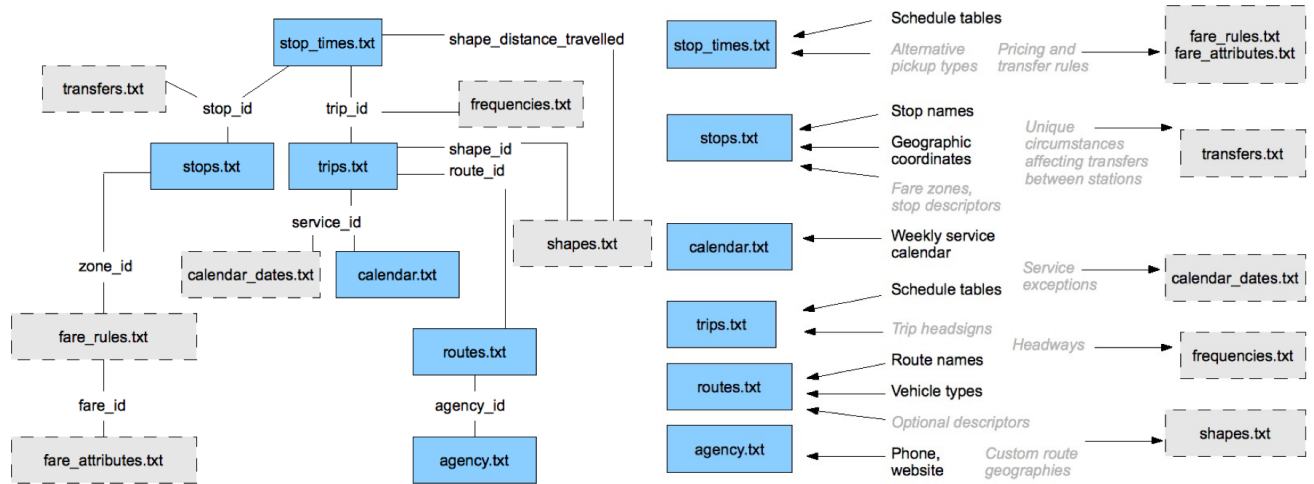 stop_times.txt
shape_distance_travelled
transfers.txt
stop_id
trip_id
frequencies.txt
stops.txt
trips.txt
shape_id
route_id
service_id
shapes.txt
zone_id
calendar_dates.txt
calendar.txt
fare_rules.txt
routes.txt
fare_id
agency_id
fare_attributes.txt
agency.txt
stop_times.txt
Schedule tables
Alternative
pickup types
Pricing and
transfer rules
fare_rules.txt
fare_attributes.txt
stops.txt
Stop names
Geographic
coordinates
Fare zones,
stop descriptors
Unique
circumstances
affecting transfers
between stations
transfers.txt
calendar.txt
Weekly service
calendar
Service
exceptions
calendar_dates.txt
trips.txt
Schedule tables
Trip headsigns
Headways
frequencies.txt
routes.txt
Route names
Vehicle types
Optional descriptors
agency.txt
Phone,
website
Custom route
geographies
shapes.txt